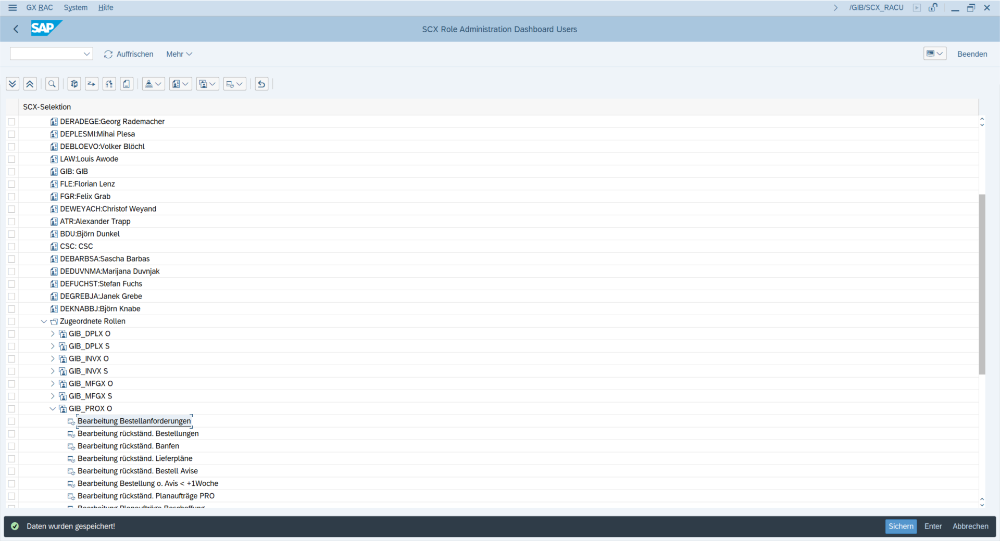 GX RAC System Hilfe /GIB/SCX_RACU
SAP SCX Role Administration Dashboard Users
Auffrischen Mehr Beenden
SCX-Selektion
DERADEGE:Georg Rademacher
DEPLESMI:Mihai Plesa
DEBLOEVO:Volker Blöchl
LAW:Louis Awode
GIB: GIB
FLE:Florian Lenz
FGR:Felix Grab
DEWEYACH:Christof Weyand
ATR:Alexander Trapp
BDU:Björn Dunkel
CSC: CSC
DEBARBSA:Sascha Barbas
DEDUVNMA:Marijana Duvnjak
DEFUCHST:Stefan Fuchs
DEGREBJA:Janek Grebe
DEKNABBJ:Björn Knabe
Zugeordnete Rollen
GIB_DPLX O
GIB_DPLX S
GIB_INVX O
GIB_INVX S
GIB_MFGX O
GIB_MFGX S
GIB_PROX O
Bearbeitung Bestellanforderungen
Bearbeitung rückständ. Bestellungen
Bearbeitung rückständ. Banfen
Bearbeitung rückständ. Lieferpläne
Bearbeitung rückständ. Bestell Avise
Bearbeitung Bestellung o. Avis < +1Woche
Bearbeitung rückständ. Planaufträge PRO
Bearbeitung Planaufträge Beschaffung
Daten wurden gespeichert! Sichern Enter Abbrechen